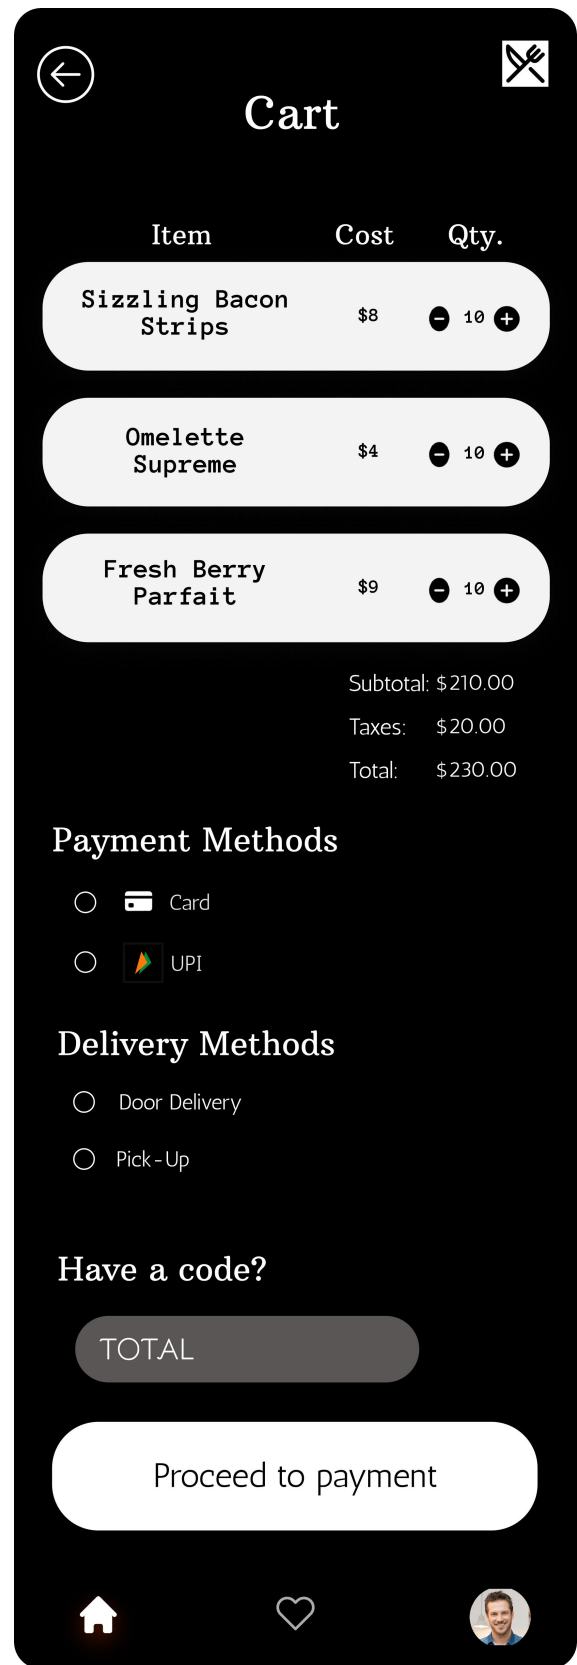 Cart
Item Cost Qty.
Sizzling Bacon
Strips
$8 10
Omelette
Supreme
$4 10
Fresh Berry
Parfait
$9 10
Subtotal: $210.00
Taxes: $20.00
Total: $230.00
Payment Methods
Card
UPI
Delivery Methods
Door Delivery
Pick-Up
Have a code?
TOTAL
Proceed to payment